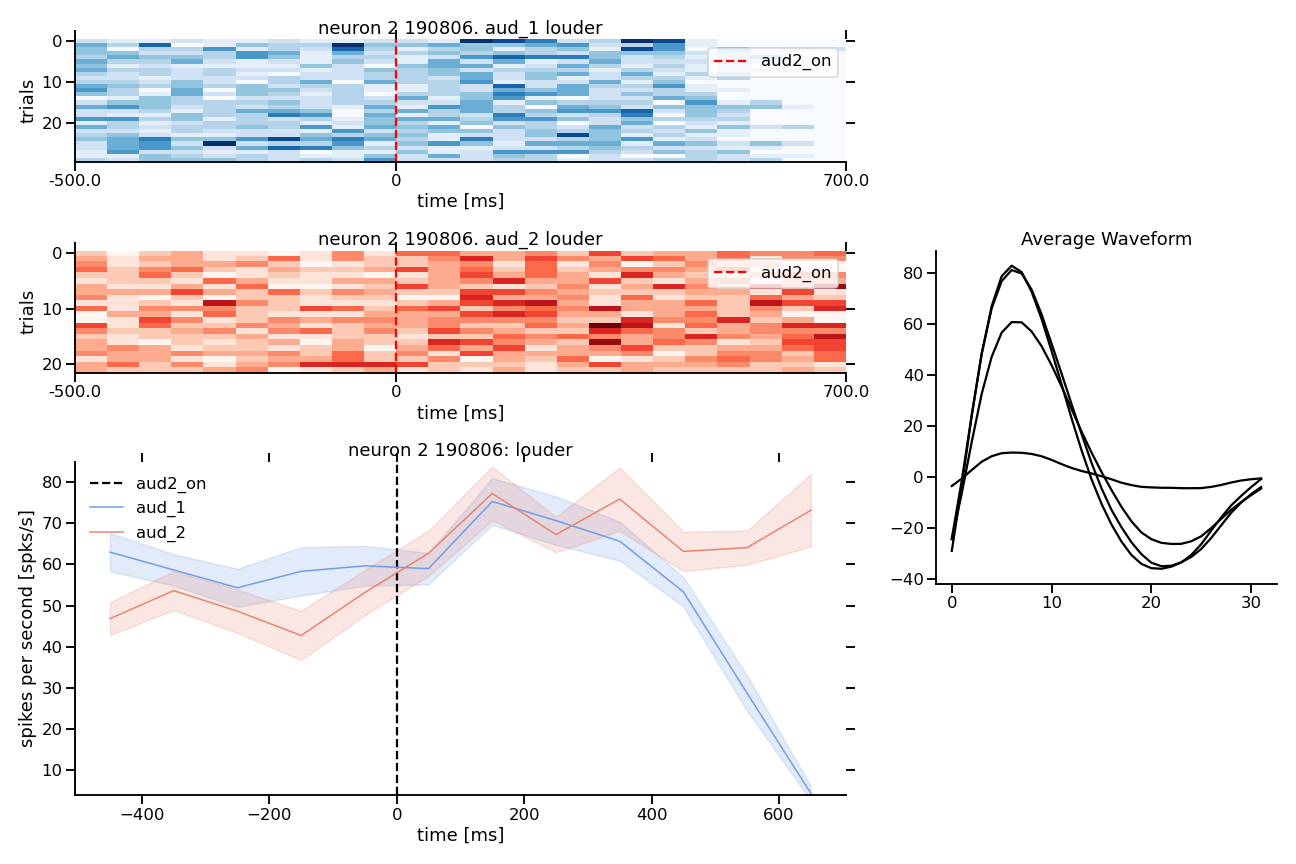 neuron 2 190806. aud_1 louder
0
10
20
trials
aud2_on
-500.0
0
700.0
time [ms]
neuron 2 190806. aud_2 louder
0
10
20
trials
aud2_on
-500.0
0
700.0
time [ms]
neuron 2 190806: louder
80
70
60
50
40
30
20
10
spikes per second [spks/s]
aud2_on
aud_1
aud_2
−400
−200
0
200
400
600
time [ms]
Average Waveform
80
60
40
20
0
−20
−40
0
10
20
30